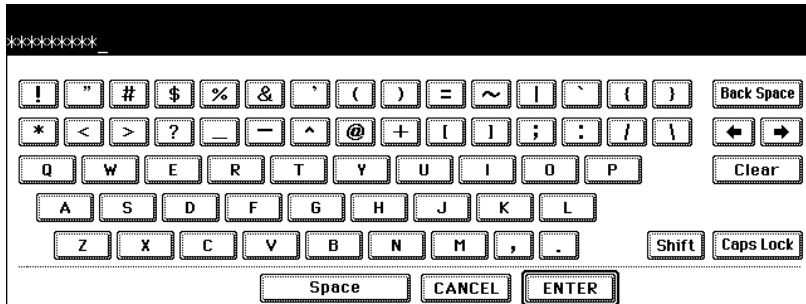 *********_
! " # $ % & ' ( ) = ~ | ` { } Back Space
* < > ? _ - ^ @ + [ ] ; : / \ ← →
Q W E R T Y U I O P Clear
A S D F G H J K L
Z X C V B N M , . Shift Caps Lock
Space CANCEL ENTER